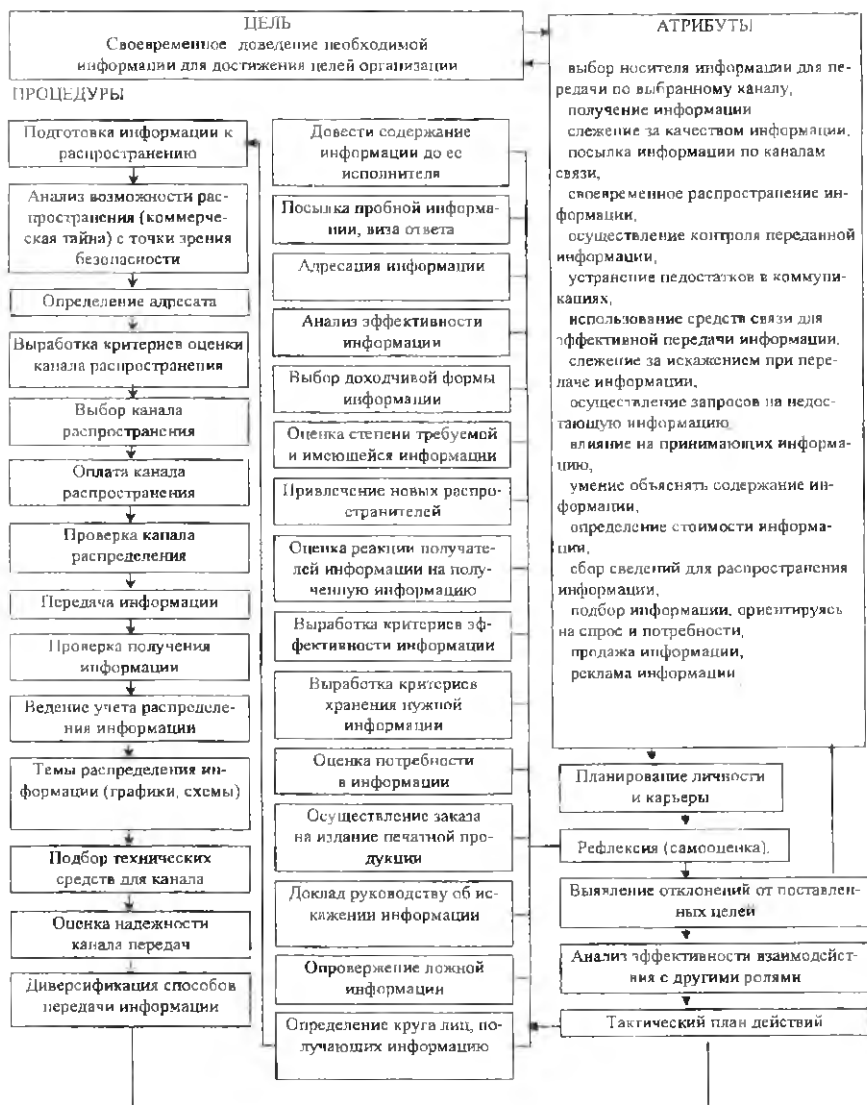 ЦЕЛЬ
Своевременное доведение необходимой
информации для достижения целей организации
ПРОЦЕДУРЫ
Подготовка информации к
распространению
Анализ возможности рас-
пространения (коммерче-
ская тайна) с точки зрения
безопасности
Определение адресата
Выработка критериев оценки
канала распространения
Выбор канала
распространения
Оплата канала
распространения
Проверка канала
распределения
Передача информации
Проверка получения
информации
Ведение учета распределе-
ния информации
Темы распределения ин-
формации (графики, схемы)
Подбор технических
средств для канала
Оценка надежности
канала передач
Диверсификация способов
передачи информации
Довести содержание
информации до ее
исполнителя
Посылка пробной информа-
нии, виза ответа
Адресация информации
Анализ эффективности
информации
Выбор доходчивой формы
информации
Оценка степени требуемой
и имеющейся информации
Привлечение новых распро-
странителей
Оценка реакции получате-
лей информации на полу-
ченную информацию
Выработка критериев эф-
фективности информации
Выработка критериев
хранения нужной
информации
Оценка потребности
в информации
Осуществление заказа
на издание печатной про-
дукции
Доклад руководству об ис-
кажении информации
Опровержение ложной
информации
Определение круга лиц, по-
лучающих информацию
АТРИБУТЫ
выбор носителя информации для пе-
редачи по выбранному каналу,
получение информации
слежение за качеством информации,
посылка информации по каналам
связи,
своевременное распространение ин-
формации,
осуществление контроля переданной
информации,
устранение недостатков в коммуни-
кациях,
использование средств связи для
эффективной передачи информации,
слежение за искажением при пере-
даче информации,
осуществление запросов на недос-
тающую информацию
влияние на принимающих информа-
цию,
умение объяснять содержание ин-
формации,
определение стоимости информа-
ции,
сбор сведений для распространения
информации,
подбор информации, ориентируясь
на спрос и потребности,
продажа информации,
реклама информации
Планирование личности
и карьеры
Рефлексия (самооценка),
Выявление отклонений от поставлен-
ных целей
Анализ эффективности взаимодейст-
вия с другими ролями
Тактический план действий